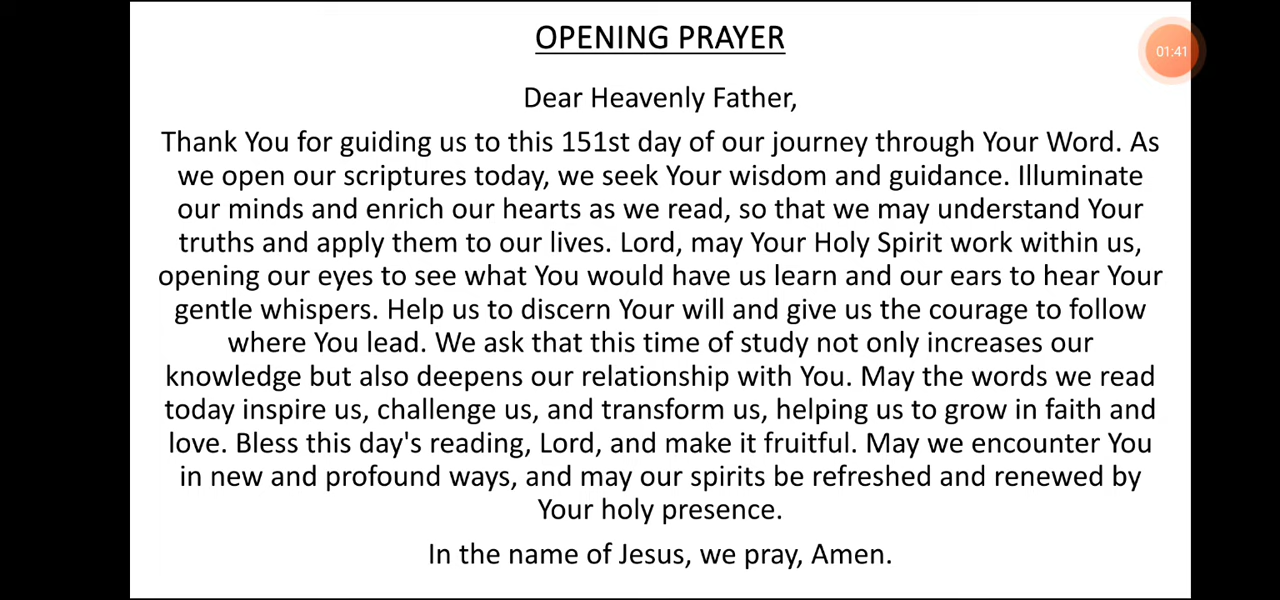 OPENING PRAYER
01:41
Dear Heavenly Father,
Thank You for guiding us to this 151st day of our journey through Your Word. As
we open our scriptures today, we seek Your wisdom and guidance. Illuminate
our minds and enrich our hearts as we read, so that we may understand Your
truths and apply them to our lives. Lord, may Your Holy Spirit work within us,
opening our eyes to see what You would have us learn and our ears to hear Your
gentle whispers. Help us to discern Your will and give us the courage to follow
where You lead. We ask that this time of study not only increases our
knowledge but also deepens our relationship with You. May the words we read
today inspire us, challenge us, and transform us, helping us to grow in faith and
love. Bless this day's reading, Lord, and make it fruitful. May we encounter You
in new and profound ways, and may our spirits be refreshed and renewed by
Your holy presence.
In the name of Jesus, we pray, Amen.